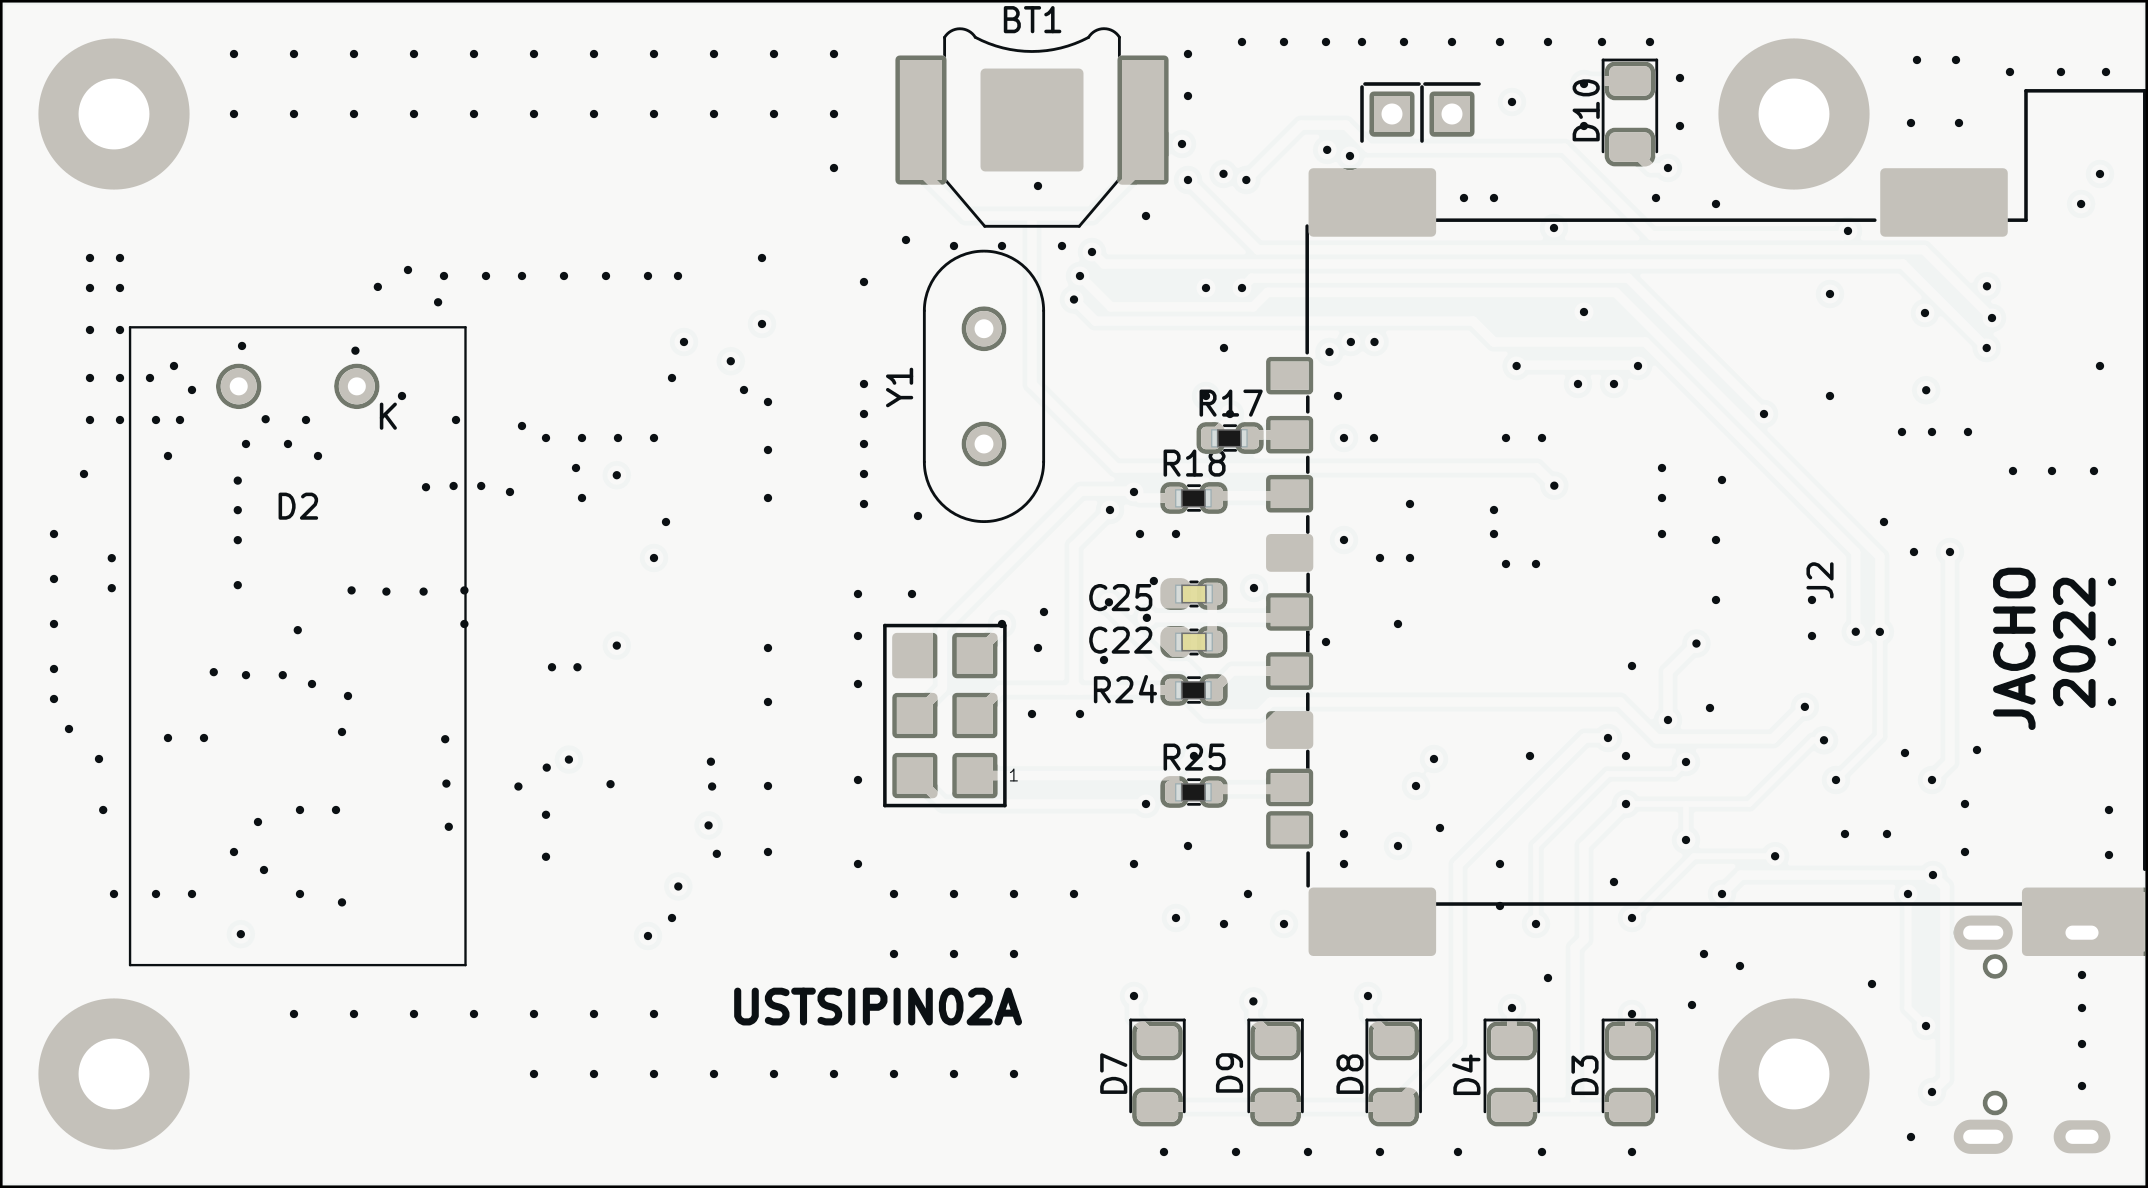 BT1
D10
Y1
K
R17
R18
D2
C25
C22
R24
R25
1
J2
JACHO
2022
USTSIPIN02A
D7
D9
D8
D4
D3